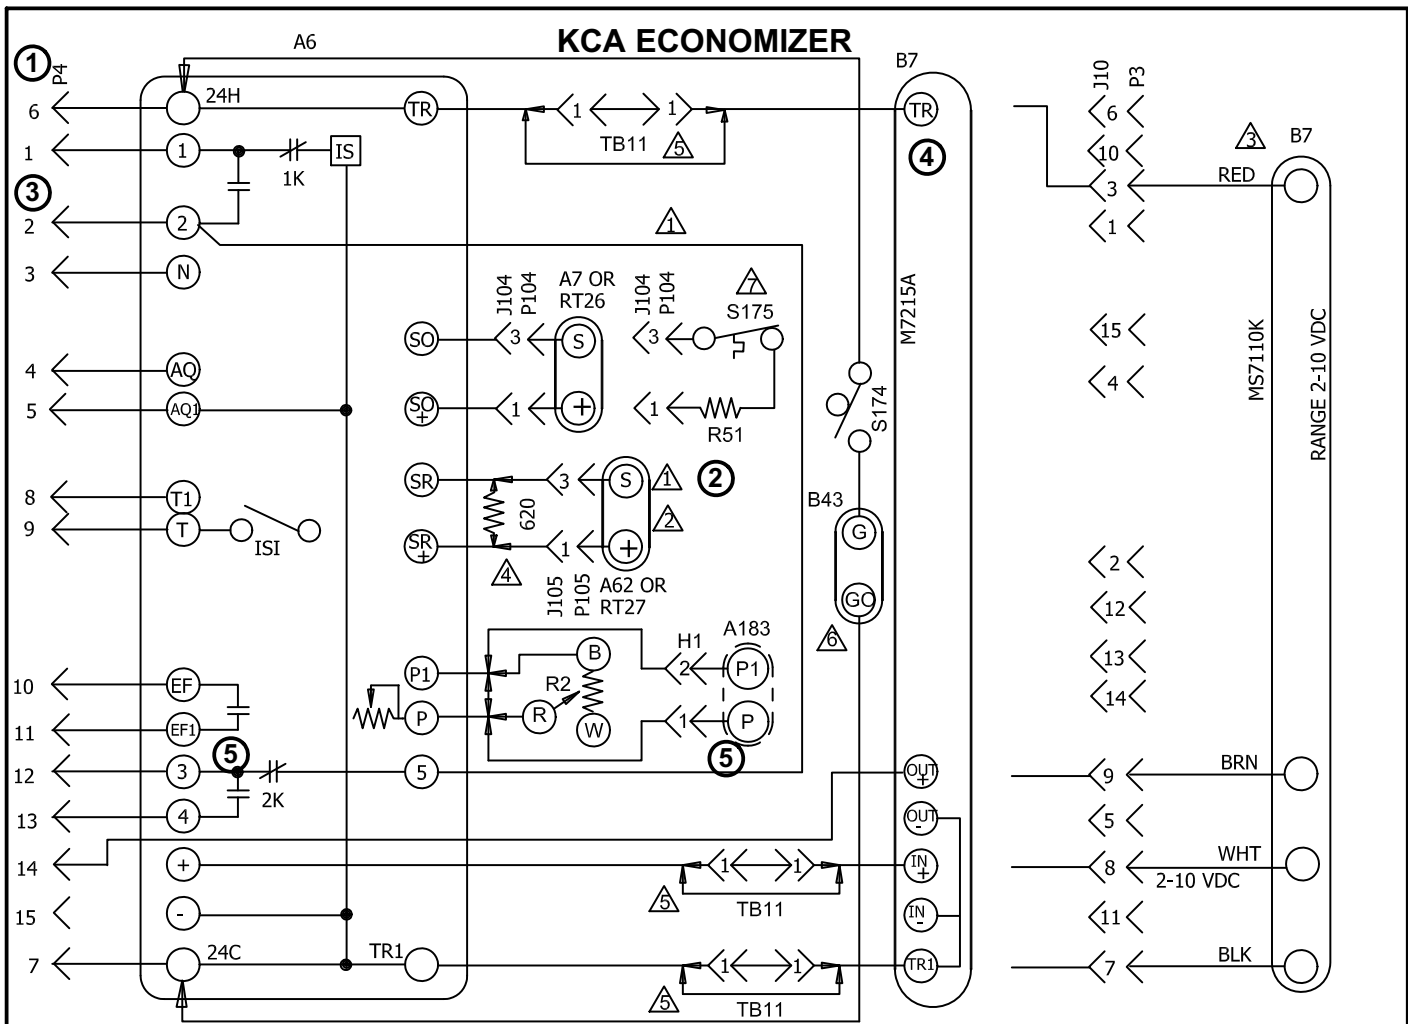 KCA ECONOMIZER
A6
B7
1
P4
J10
P3
6
24H
TR
1
1
TB11
5
TR
6
3
B7
1
1
1K
IS
4
10
RED
3
3
2
2
1
1
3
N
J104
P104
A7 OR
RT26
J104
P104
7
S175
M7215A
MS7110K
RANGE 2-10 VDC
SO
3
S
3
15
4
AQ
4
5
AQ1
SO
+
1
+
1
R51
S174
8
T1
SR
3
S
1
2
620
2
B43
9
T
ISI
SR
+
1
+
G
4
J105
P105
A62 OR
RT27
GO
2
12
6
H1
A183
13
10
EF
P1
B
2
P1
14
R2
11
EF1
P
R
W
1
P
5
5
12
3
2K
5
OUT
+
9
BRN
13
4
OUT
-
5
14
+
1
1
IN
+
8
WHT
2-10 VDC
5
TB11
15
-
IN
-
11
7
24C
TR1
1
1
TR1
7
BLK
5
TB11